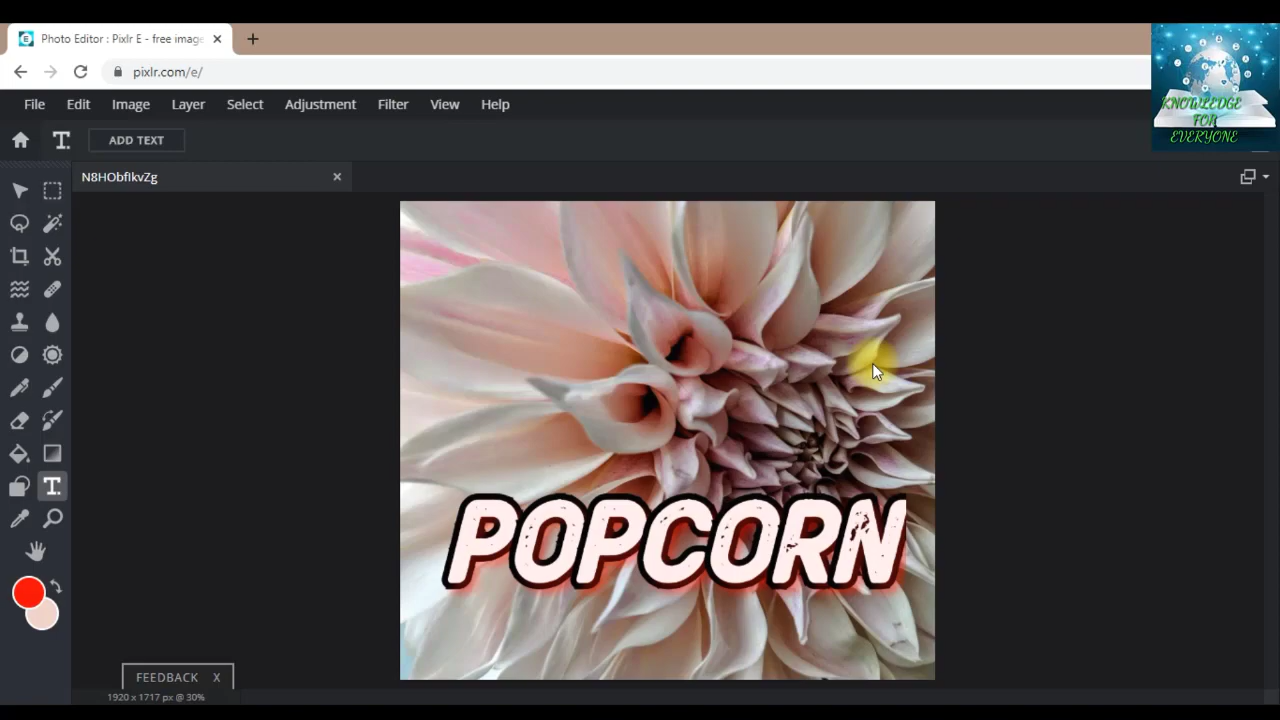 Photo Editor : Pixlr E - free image
pixlr.com/e/
KNOWLEDGE
FOR
EVERYONE
File Edit Image Layer Select Adjustment Filter View Help
T. ADD TEXT
N8HObfIkvZg
POPCORN
FEEDBACK X
1920 x 1717 px @ 30%